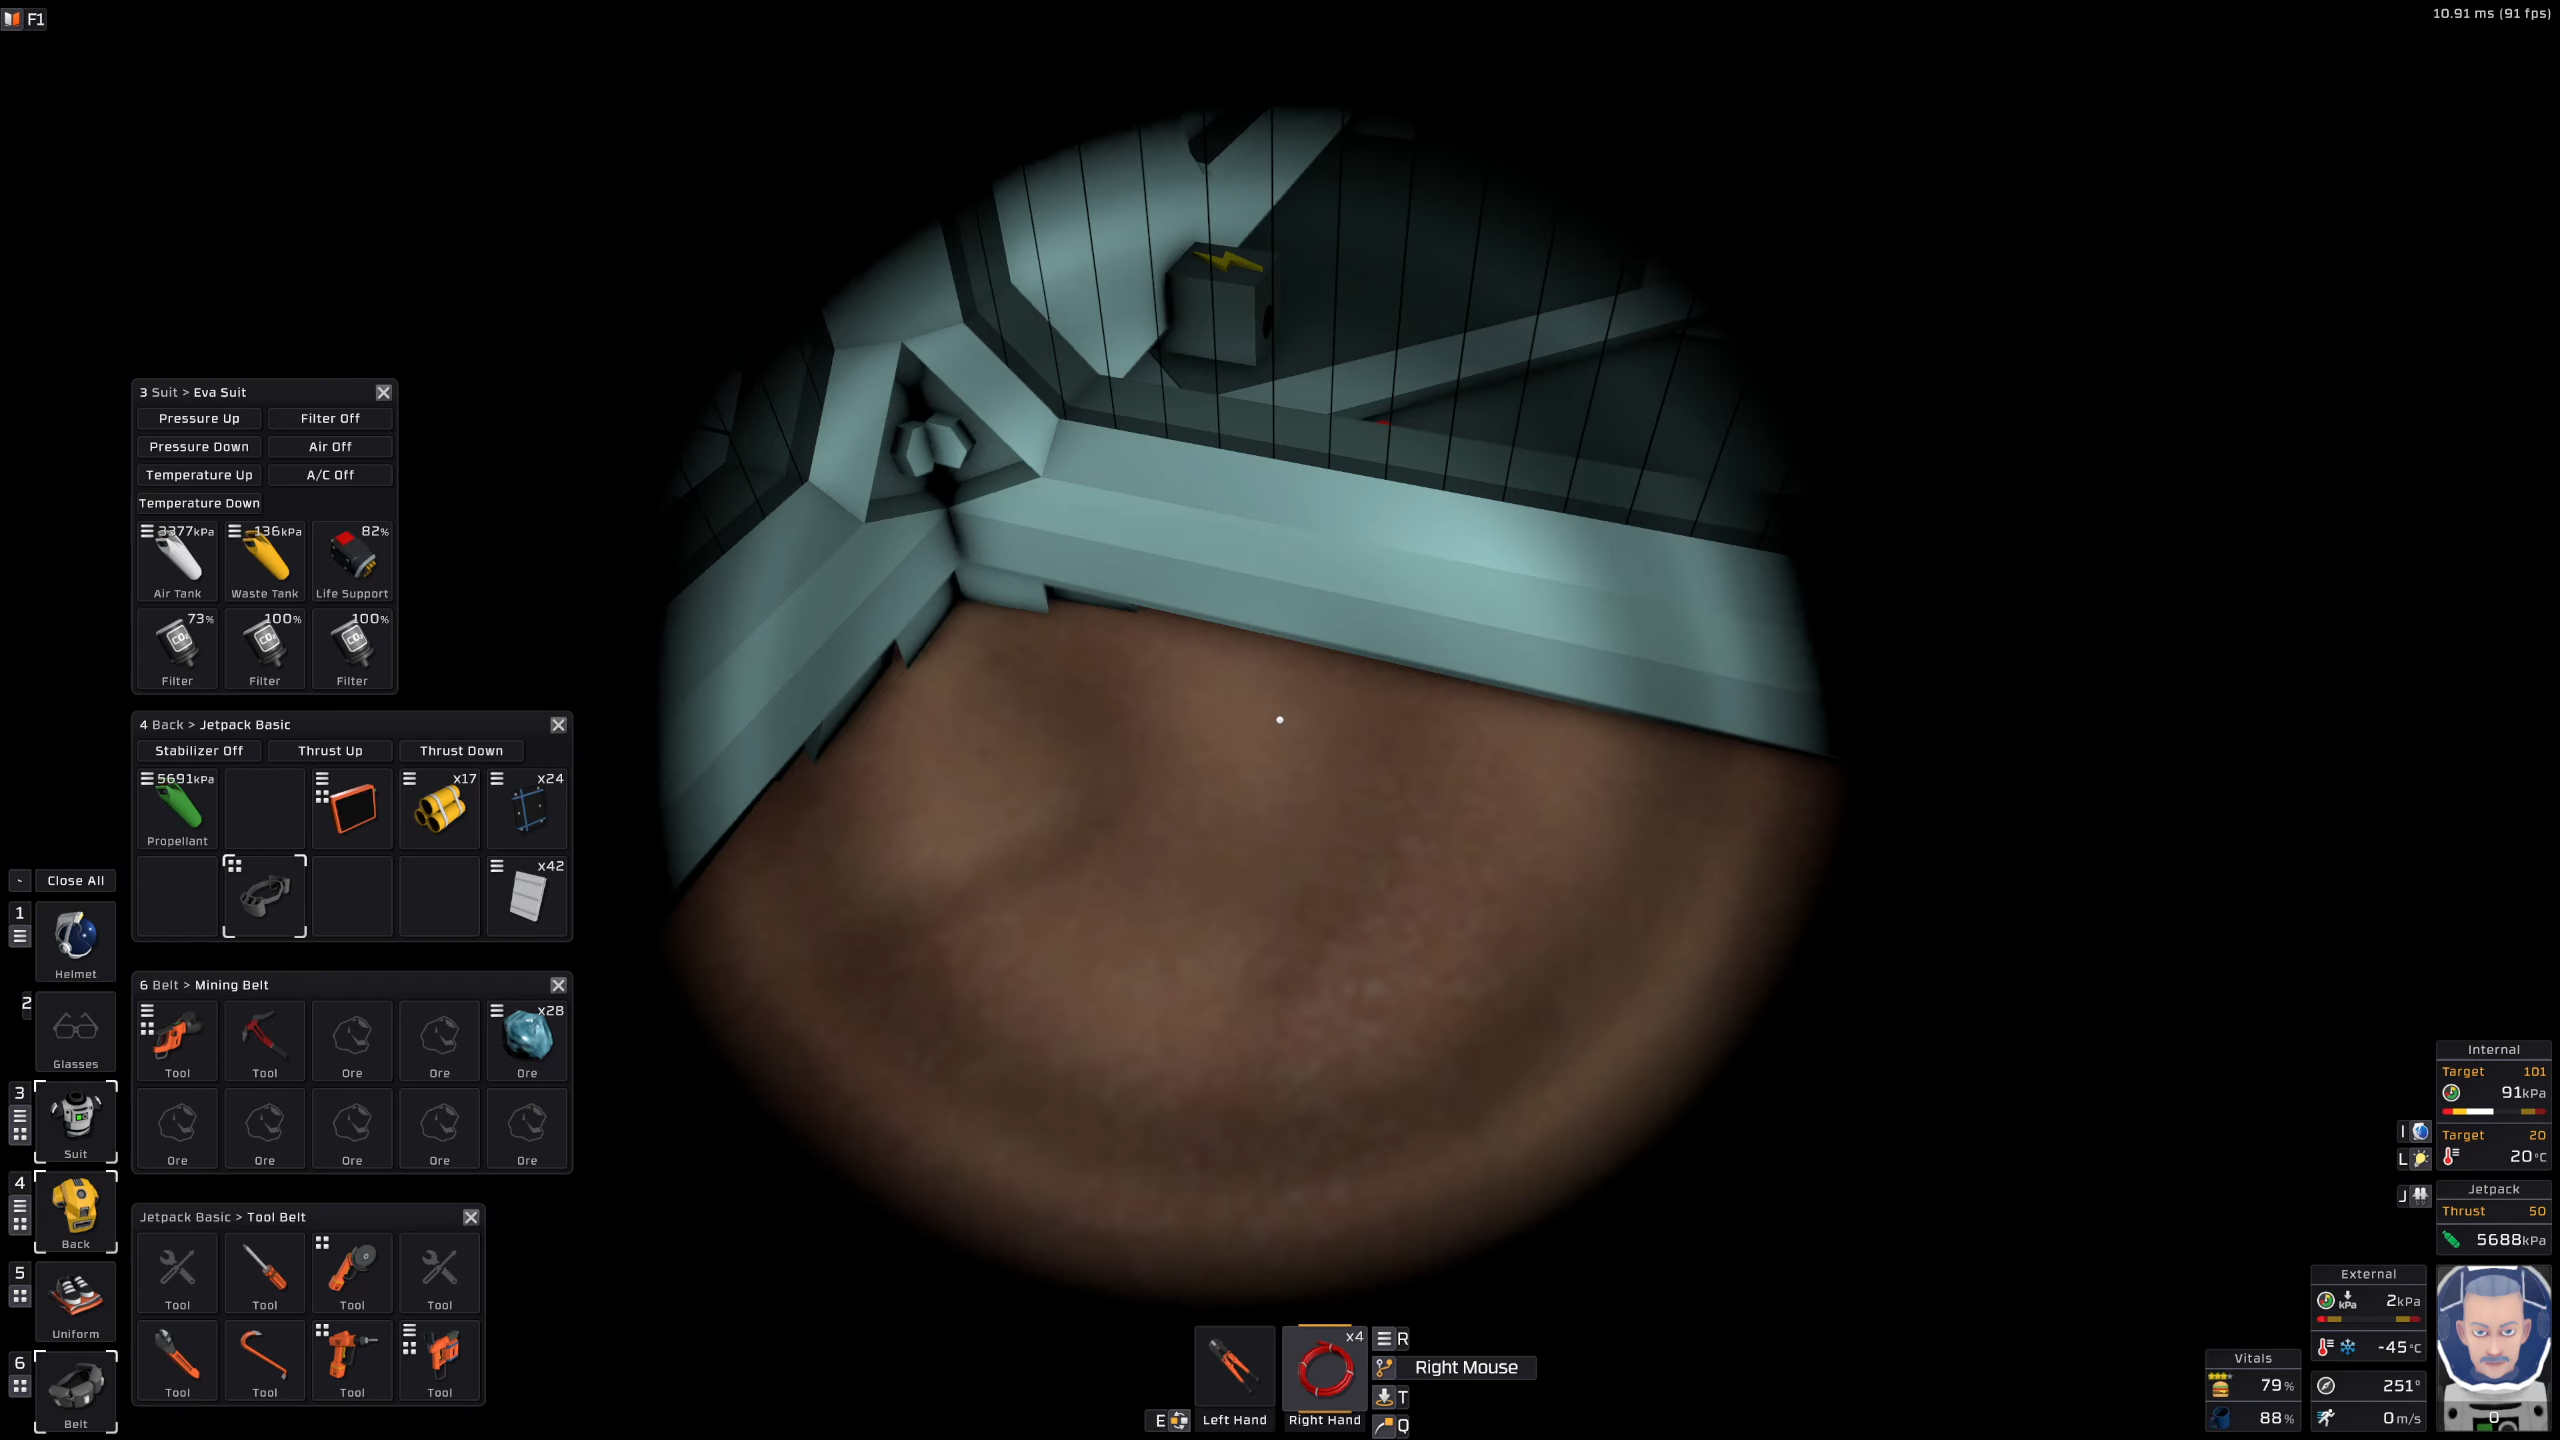 F1
10.91 ms (91 fps)
3 Suit > Eva Suit
Pressure Up Filter Off
Pressure Down Air Off
Temperature Up A/C Off
Temperature Down
3377kPa 136kPa 82%
Air Tank Waste Tank Life Support
73% 100% 100%
CO₂ CO₂ CO₂
Filter Filter Filter
4 Back > Jetpack Basic
Stabilizer Off Thrust Up Thrust Down
5691kPa x17 x24
Propellant
x42
~ Close All
1
Helmet
2
Glasses
3
Suit
4
Back
5
Uniform
6
Belt
6 Belt > Mining Belt
x28
Tool Tool Ore Ore Ore
Ore Ore Ore Ore Ore
Jetpack Basic > Tool Belt
Tool Tool Tool Tool
Tool Tool Tool Tool
x4
R
Right Mouse
T
Q
E Left Hand Right Hand
Internal
Target 101
91kPa
I
Target 20
L 20°C
Jetpack
J
Thrust 50
5688kPa
External
kPa 2kPa
-45°C
Vitals
79% 251°
88% 0m/s
0